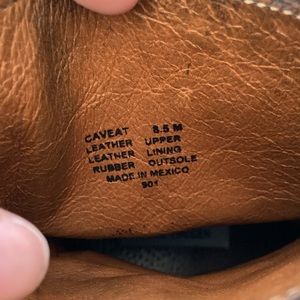 CAVEAT 8.5 M
LEATHER UPPER
LEATHER LINING
RUBBER OUTSOLE
MADE IN MEXICO
901